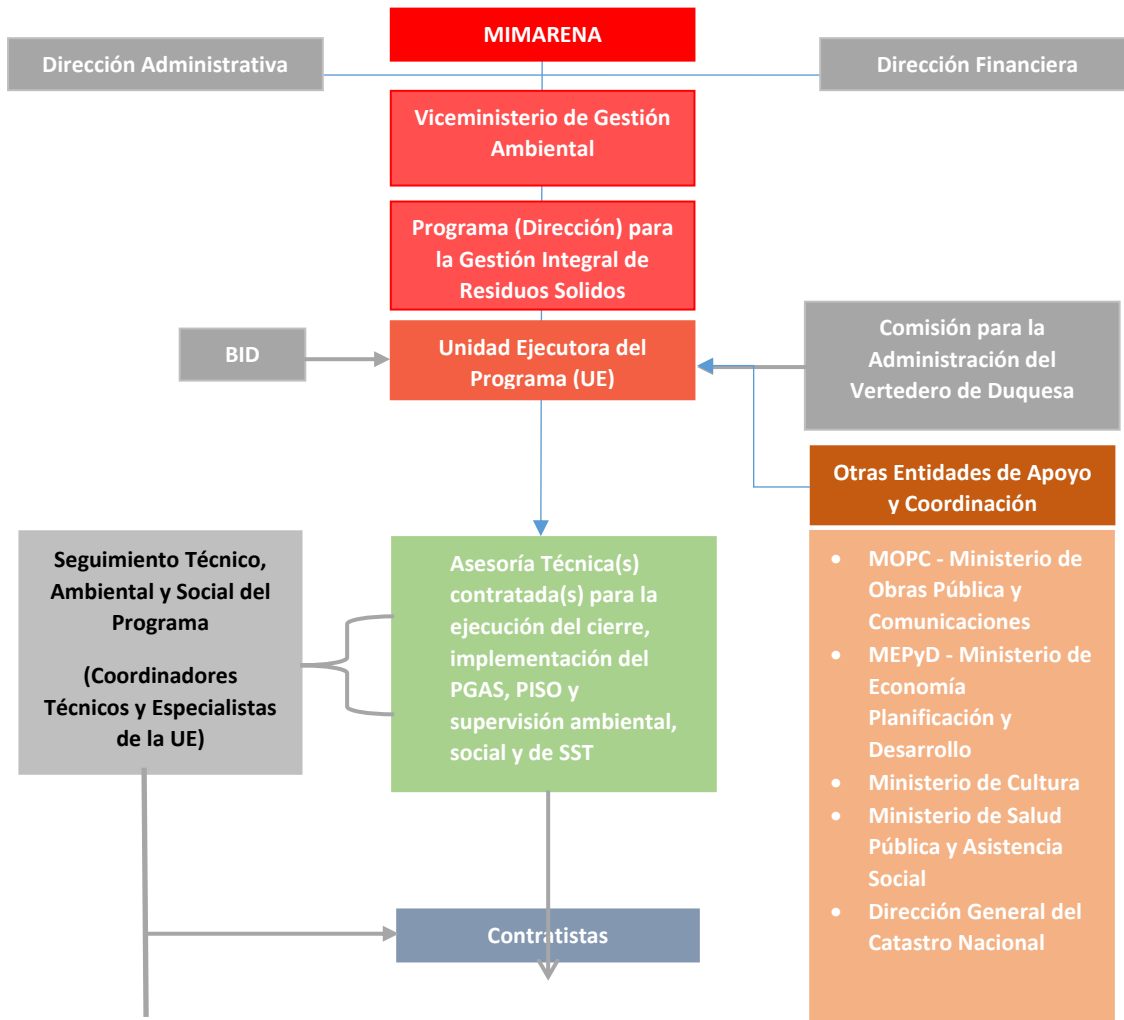 MIMARENA
Dirección Administrativa
Dirección Financiera
Viceministerio de Gestión
Ambiental
Programa (Dirección) para
la Gestión Integral de
Residuos Solidos
BID
Unidad Ejecutora del
Programa (UE)
Comisión para la
Administración del
Vertedero de Duquesa
Otras Entidades de Apoyo
y Coordinación
Seguimiento Técnico,
Ambiental y Social del
Programa
(Coordinadores
Técnicos y Especialistas
de la UE)
Asesoría Técnica(s)
contratada(s) para la
ejecución del cierre,
implementación del
PGAS, PISO y
supervisión ambiental,
social y de SST
• MOPC - Ministerio de
Obras Pública y
Comunicaciones
• MEPyD - Ministerio de
Economía
Planificación y
Desarrollo
• Ministerio de Cultura
• Ministerio de Salud
Pública y Asistencia
Social
• Dirección General del
Catastro Nacional
Contratistas